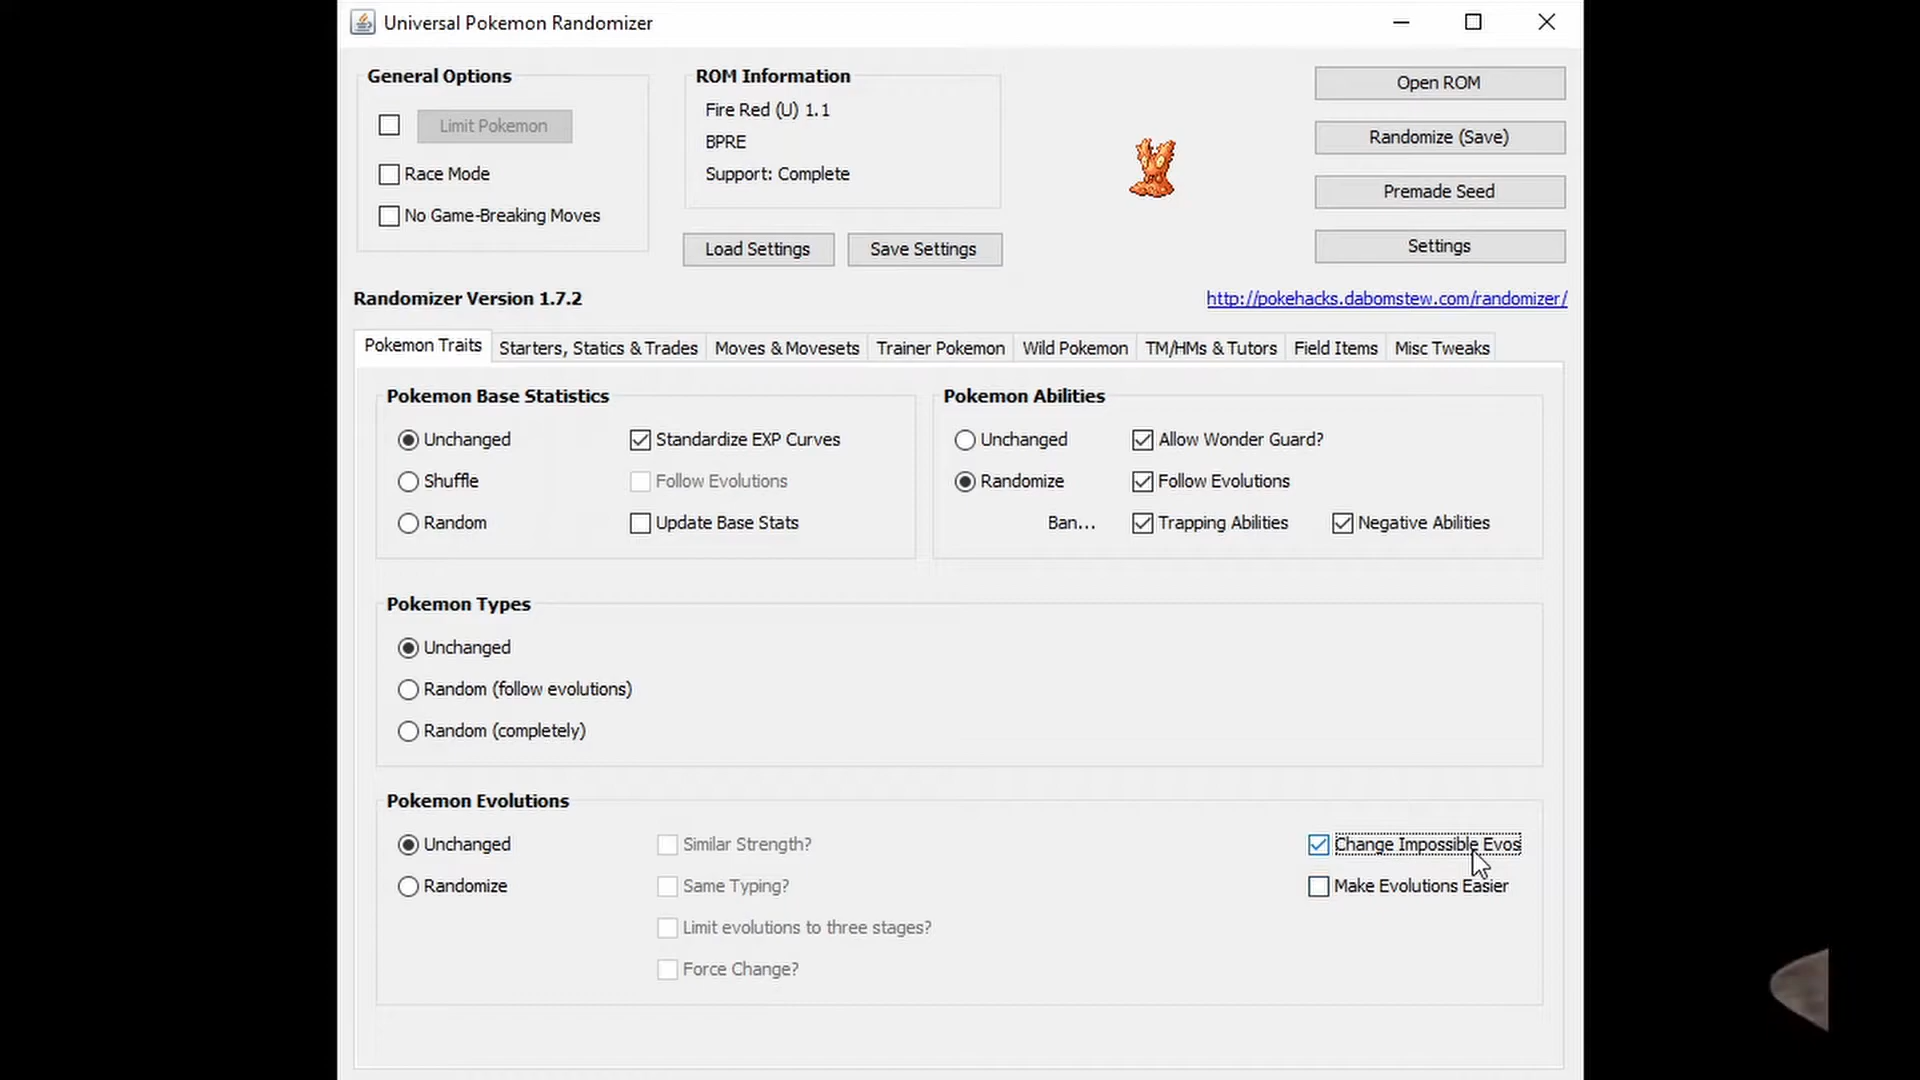 Universal Pokemon Randomizer
General Options
Limit Pokemon
Race Mode
No Game-Breaking Moves
ROM Information
Fire Red (U) 1.1
BPRE
Support: Complete
Load Settings
Save Settings
Open ROM
Randomize (Save)
Premade Seed
Settings
Randomizer Version 1.7.2
http://pokehacks.dabomstew.com/randomizer/
Pokemon Traits
Starters, Statics & Trades
Moves & Movesets
Trainer Pokemon
Wild Pokemon
TM/HMs & Tutors
Field Items
Misc Tweaks
Pokemon Base Statistics
Unchanged
Standardize EXP Curves
Shuffle
Follow Evolutions
Random
Update Base Stats
Pokemon Abilities
Unchanged
Allow Wonder Guard?
Randomize
Follow Evolutions
Ban...
Trapping Abilities
Negative Abilities
Pokemon Types
Unchanged
Random (follow evolutions)
Random (completely)
Pokemon Evolutions
Unchanged
Similar Strength?
Change Impossible Evos
Randomize
Same Typing?
Make Evolutions Easier
Limit evolutions to three stages?
Force Change?